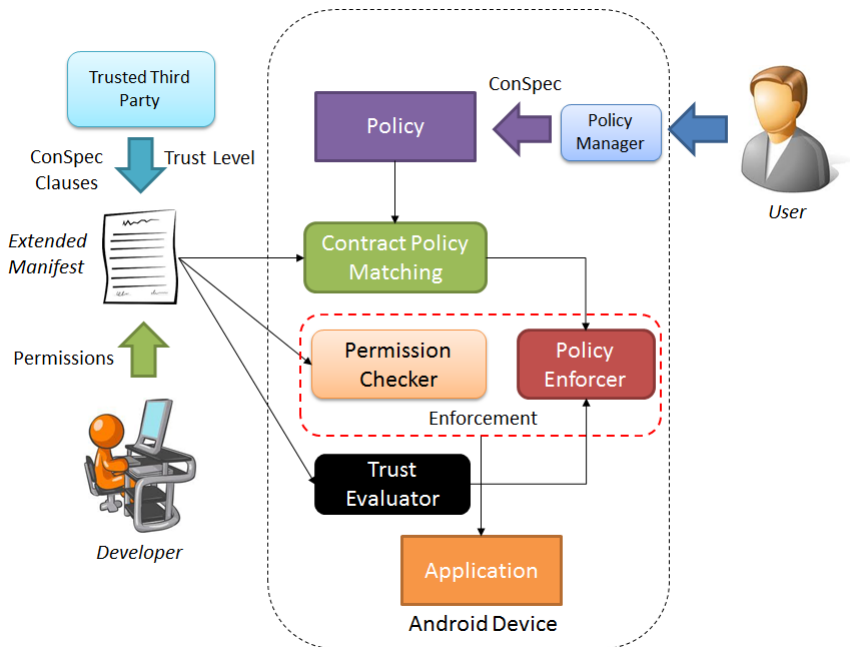 Trusted Third
Party
ConSpec
Clauses
Trust Level
Extended
Manifest
Permissions
Developer
Policy
ConSpec
Policy
Manager
User
Contract Policy
Matching
Permission
Checker
Policy
Enforcer
Enforcement
Trust
Evaluator
Application
Android Device